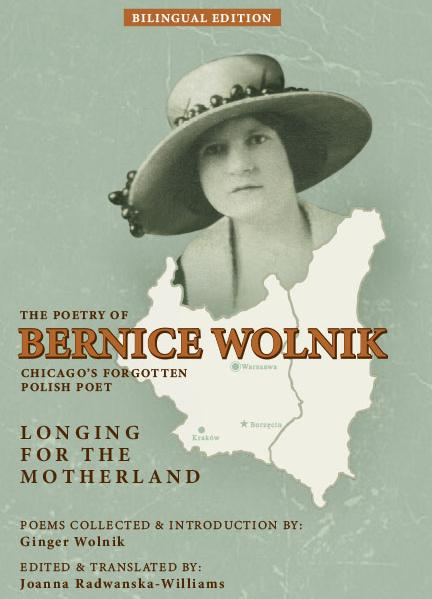 BILINGUAL EDITION
THE POETRY OF
BERNICE WOLNIK
CHICAGO'S FORGOTTEN
POLISH POET
Warszawa
Borzęcin
Kraków
LONGING
FOR THE
MOTHERLAND
POEMS COLLECTED & INTRODUCTION BY:
Ginger Wolnik
EDITED & TRANSLATED BY:
Joanna Radwanska-Williams